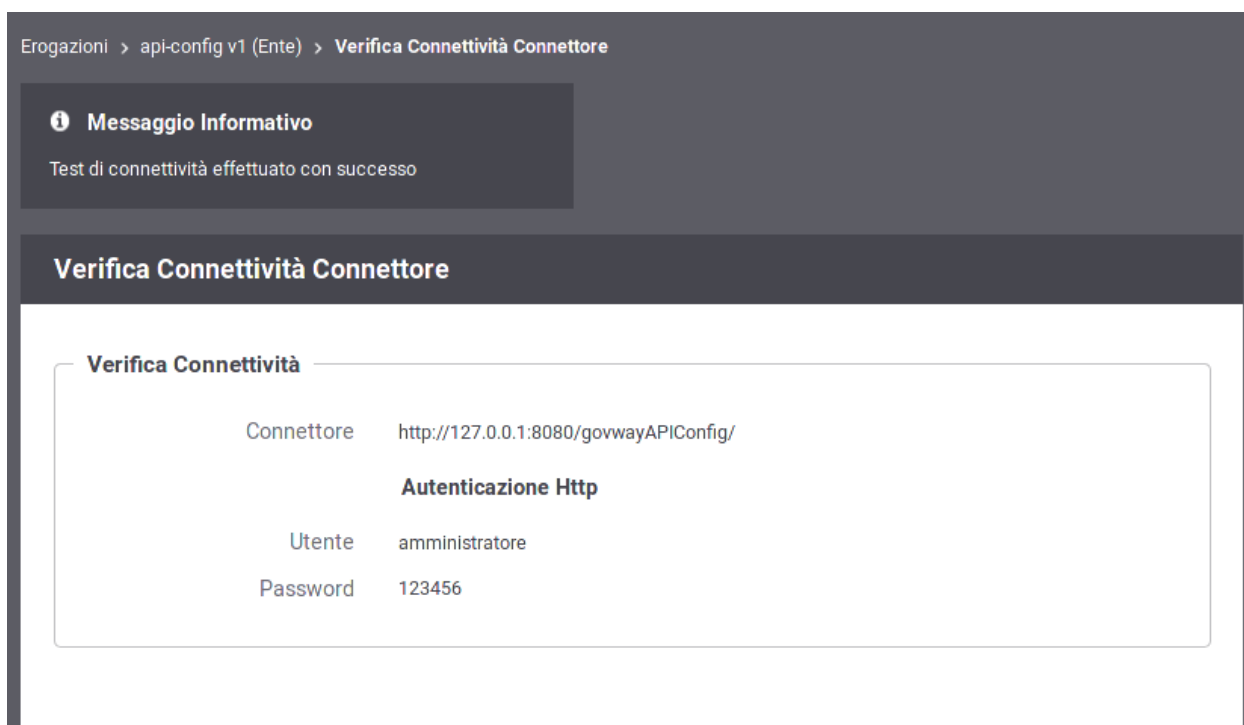 Erogazioni > api-config v1 (Ente) > Verifica Connettività Connettore
Messaggio Informativo
Test di connettività effettuato con successo
Verifica Connettività Connettore
Verifica Connettività
Connettore http://127.0.0.1:8080/govwayAPIConfig/
Autenticazione Http
Utente amministratore
Password 123456